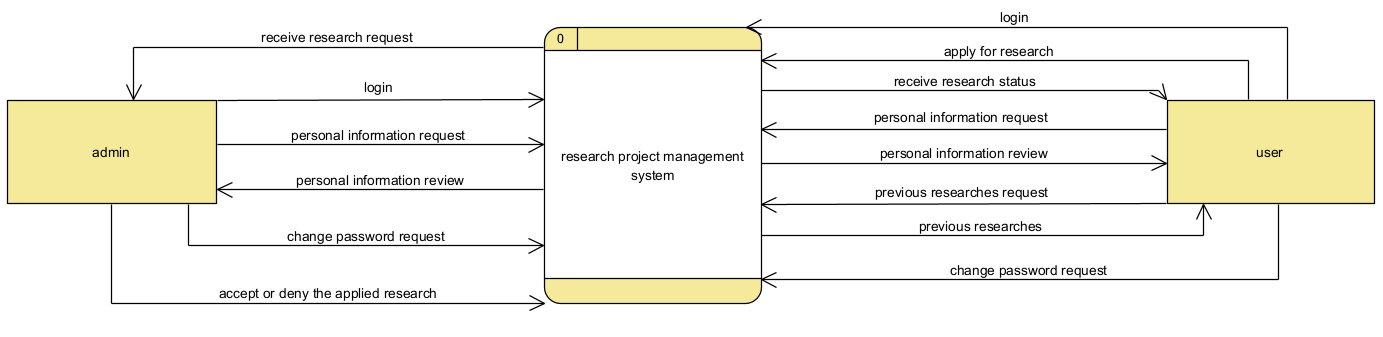 login
receive research request
0
apply for research
login
receive research status
personal information request
personal information request
admin
research project management
system
personal information review
user
personal information review
previous researches request
change password request
previous researches
accept or deny the applied research
change password request